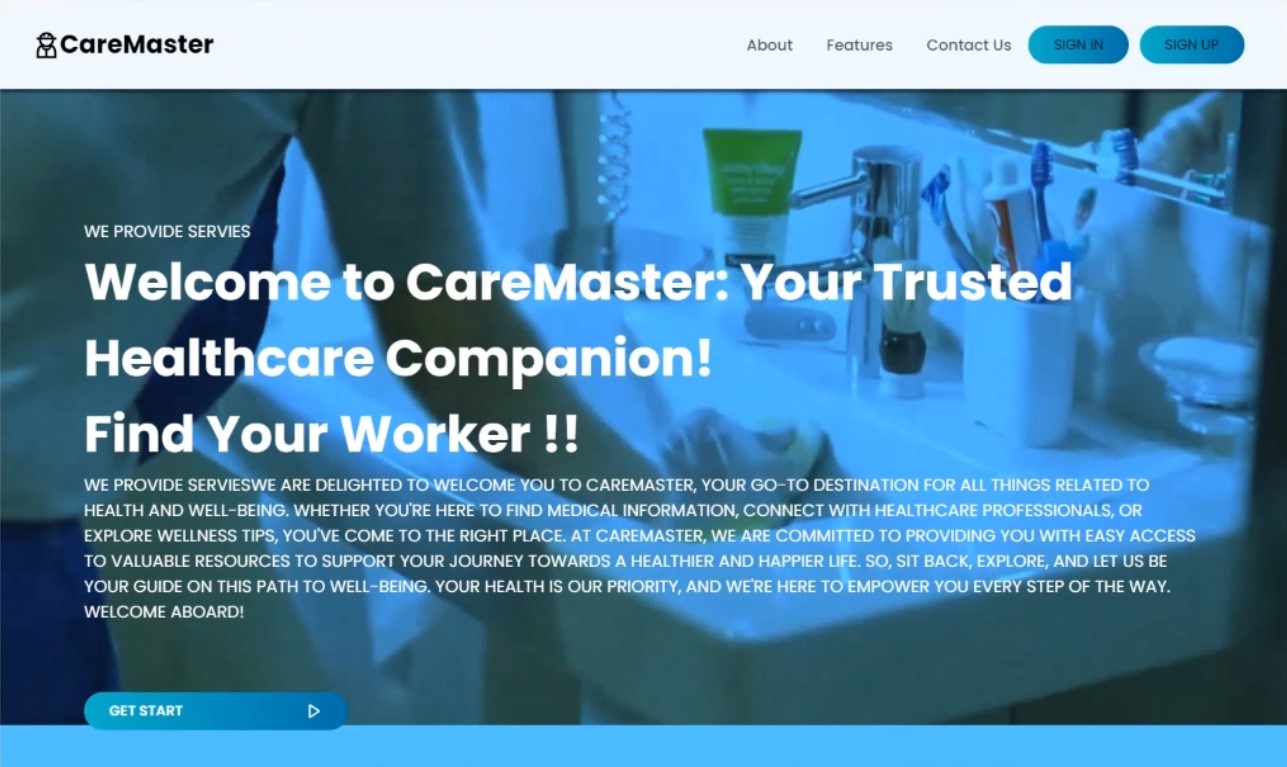 CareMaster
About Features Contact Us SIGN IN SIGN UP
WE PROVIDE SERVIES
Welcome to CareMaster: Your Trusted
Healthcare Companion!
Find Your Worker !!
WE PROVIDE SERVIESWE ARE DELIGHTED TO WELCOME YOU TO CAREMASTER, YOUR GO-TO DESTINATION FOR ALL THINGS RELATED TO
HEALTH AND WELL-BEING. WHETHER YOU'RE HERE TO FIND MEDICAL INFORMATION, CONNECT WITH HEALTHCARE PROFESSIONALS, OR
EXPLORE WELLNESS TIPS, YOU'VE COME TO THE RIGHT PLACE. AT CAREMASTER, WE ARE COMMITTED TO PROVIDING YOU WITH EASY ACCESS
TO VALUABLE RESOURCES TO SUPPORT YOUR JOURNEY TOWARDS A HEALTHIER AND HAPPIER LIFE. SO, SIT BACK, EXPLORE, AND LET US BE
YOUR GUIDE ON THIS PATH TO WELL-BEING. YOUR HEALTH IS OUR PRIORITY, AND WE'RE HERE TO EMPOWER YOU EVERY STEP OF THE WAY.
WELCOME ABOARD!
GET START